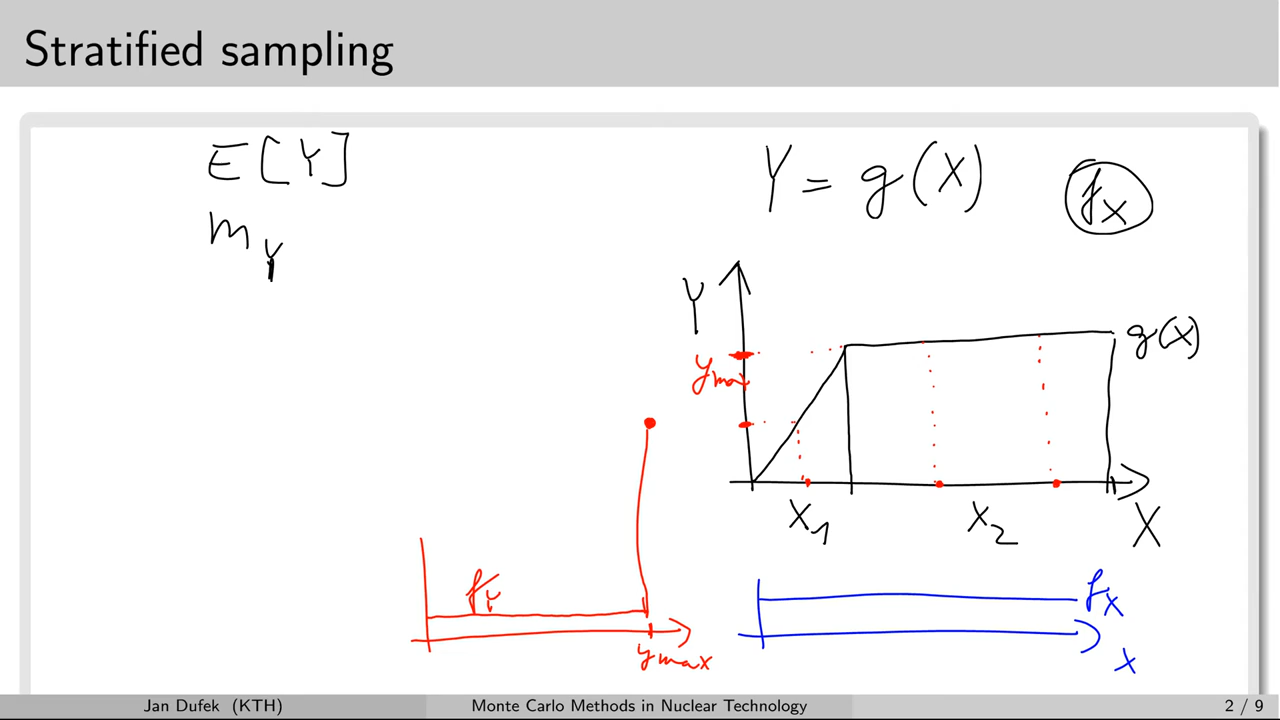 Stratified sampling
E[Y]
Y = g(X)
f_X
m_Y
Y
g(X)
y_max
X_1
X_2
X
f_Y
y_max
f_X
x
Jan Dufek (KTH)
Monte Carlo Methods in Nuclear Technology
2 / 9